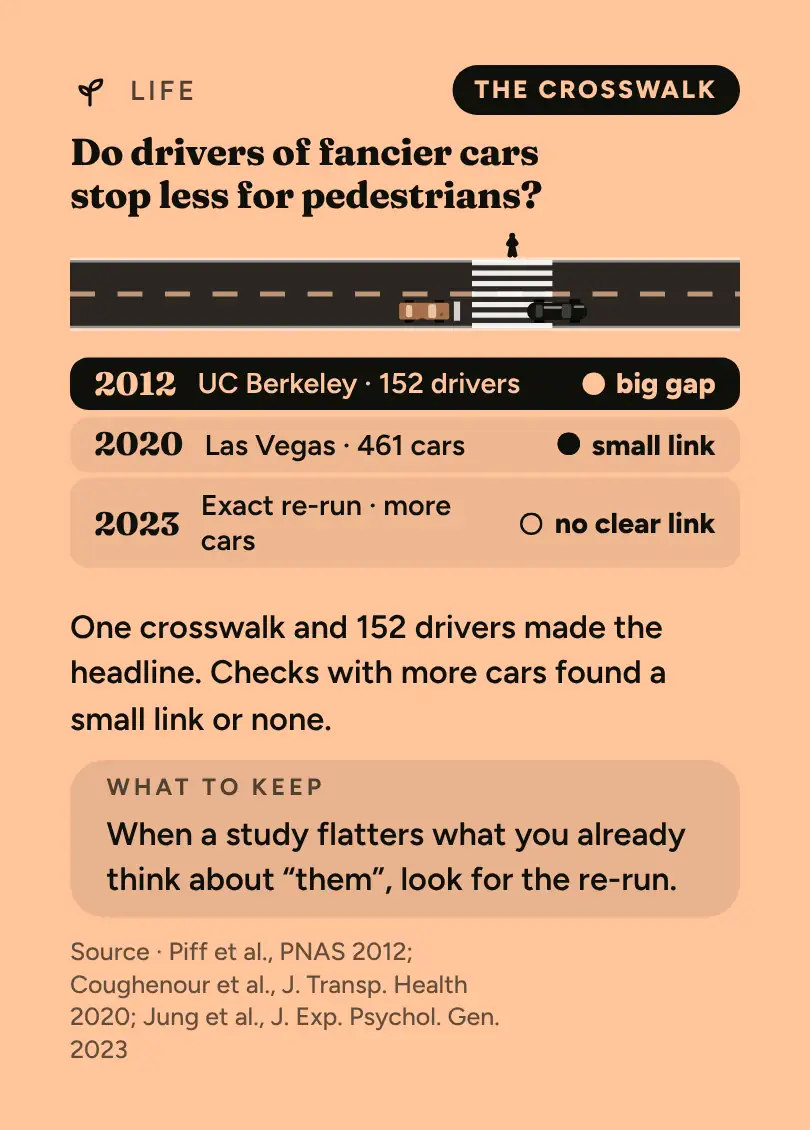 LIFE
THE CROSSWALK
Do drivers of fancier cars
stop less for pedestrians?
2012 UC Berkeley · 152 drivers big gap
2020 Las Vegas · 461 cars small link
2023 Exact re-run · more
cars
no clear link
One crosswalk and 152 drivers made the
headline. Checks with more cars found a
small link or none.
WHAT TO KEEP
When a study flatters what you already
think about “them”, look for the re-run.
Source · Piff et al., PNAS 2012;
Coughenour et al., J. Transp. Health
2020; Jung et al., J. Exp. Psychol. Gen.
2023